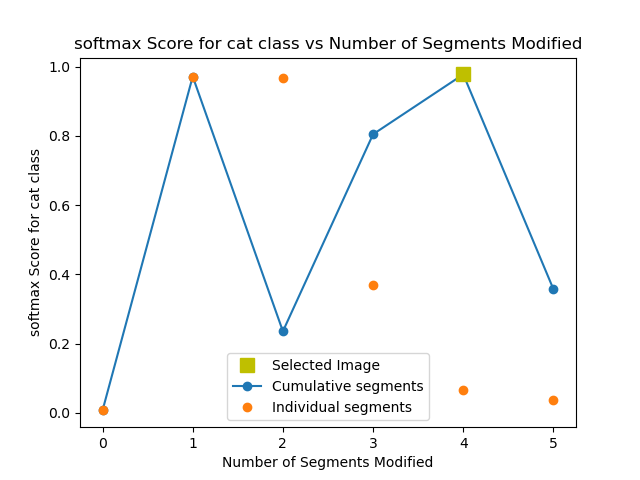 softmax Score for cat class vs Number of Segments Modified
softmax Score for cat class
1.0
0.8
0.6
0.4
0.2
0.0
Selected Image
Cumulative segments
Individual segments
0 1 2 3 4 5
Number of Segments Modified